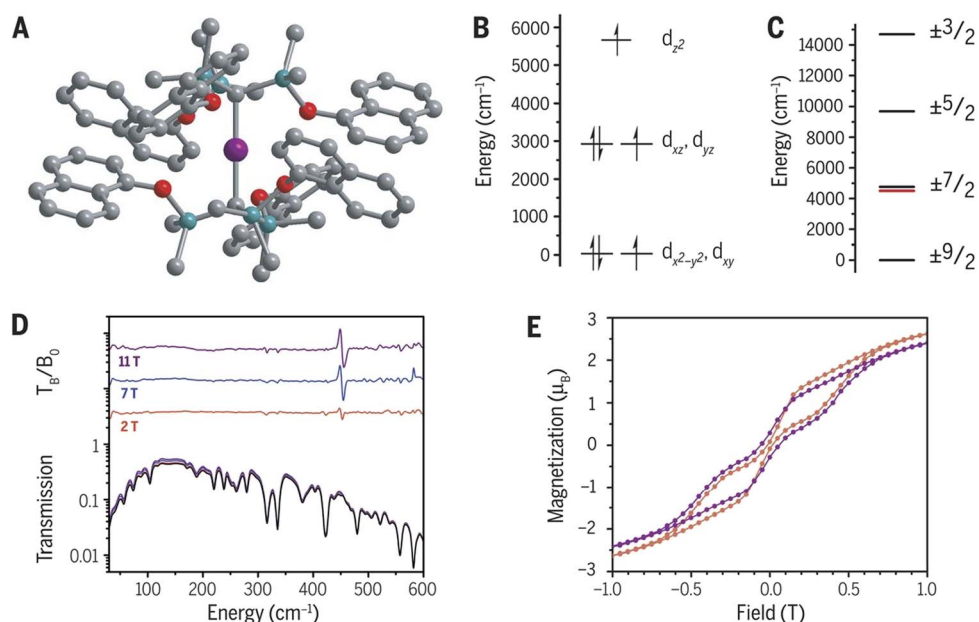 A
B
Energy (cm⁻¹)
6000
5000
4000
3000
2000
1000
0
d_z²
d_xz, d_yz
d_x²−y², d_xy
C
Energy (cm⁻¹)
14000
12000
10000
8000
6000
4000
2000
0
±3/2
±5/2
±7/2
±9/2
D
T_B/B_0
11 T
7 T
2 T
Transmission
1
0.1
0.01
100 200 300 400 500 600
Energy (cm⁻¹)
E
Magnetization (μ_B)
3
2
1
0
−1
−2
−3
−1.0 −0.5 0.0 0.5 1.0
Field (T)